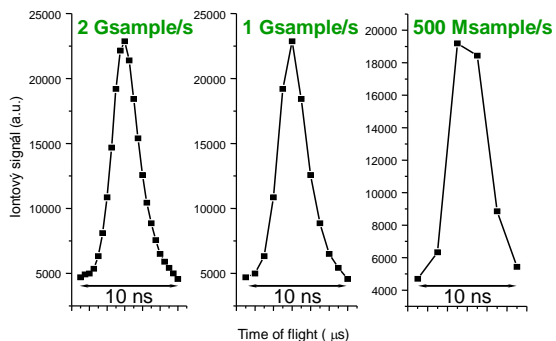 2 Gsample/s
1 Gsample/s
500 Msample/s
Iontový signál (a.u.)
25000
20000
15000
10000
5000
10 ns
25000
20000
15000
10000
5000
10 ns
20000
18000
16000
14000
12000
10000
8000
6000
4000
10 ns
Time of flight ( µs)